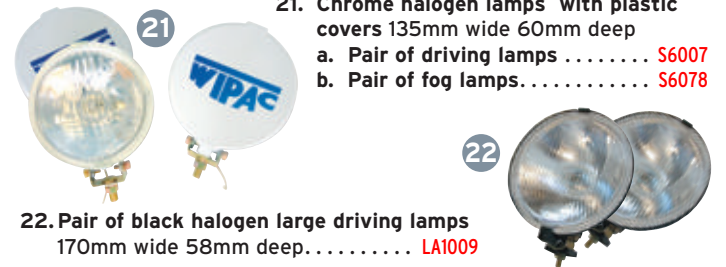 21
21. Chrome halogen lamps with plastic
covers 135mm wide 60mm deep
a. Pair of driving lamps ........ S6007
b. Pair of fog lamps............ S6078
WIPAC
22
22. Pair of black halogen large driving lamps
170mm wide 58mm deep.......... LA1009